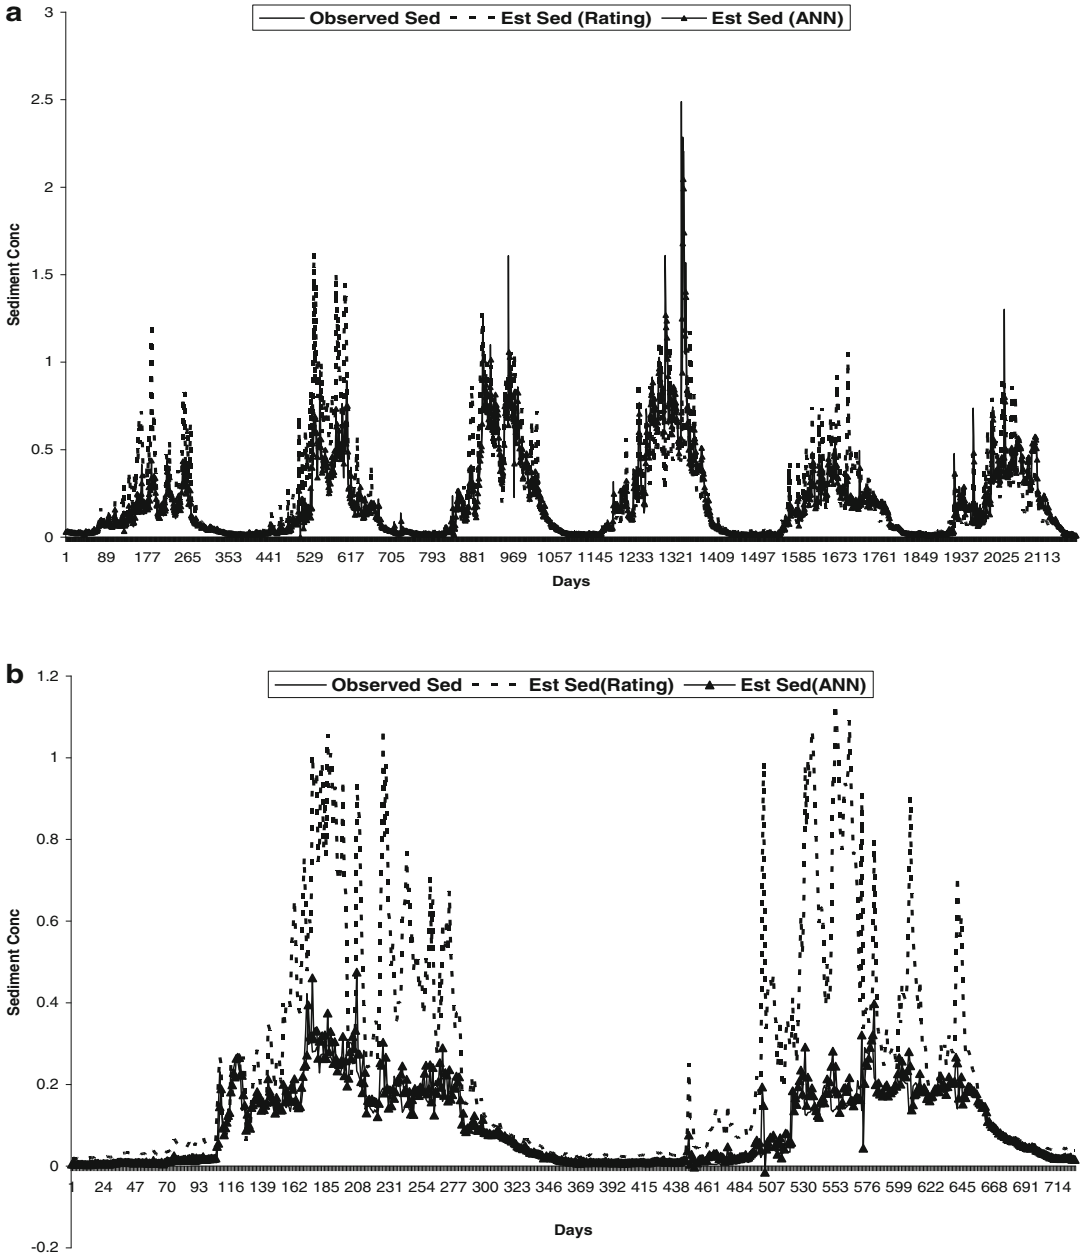 a
Observed Sed Est Sed (Rating) Est Sed (ANN)
3
2.5
2
1.5
1
0.5
0
Sediment Conc
1 89 177 265 353 441 529 617 705 793 881 969 1057 1145 1233 1321 1409 1497 1585 1673 1761 1849 1937 2025 2113
Days
b
Observed Sed Est Sed(Rating) Est Sed(ANN)
1.2
1
0.8
0.6
0.4
0.2
0
-0.2
Sediment Conc
1 24 47 70 93 116 139 162 185 208 231 254 277 300 323 346 369 392 415 438 461 484 507 530 553 576 599 622 645 668 691 714
Days